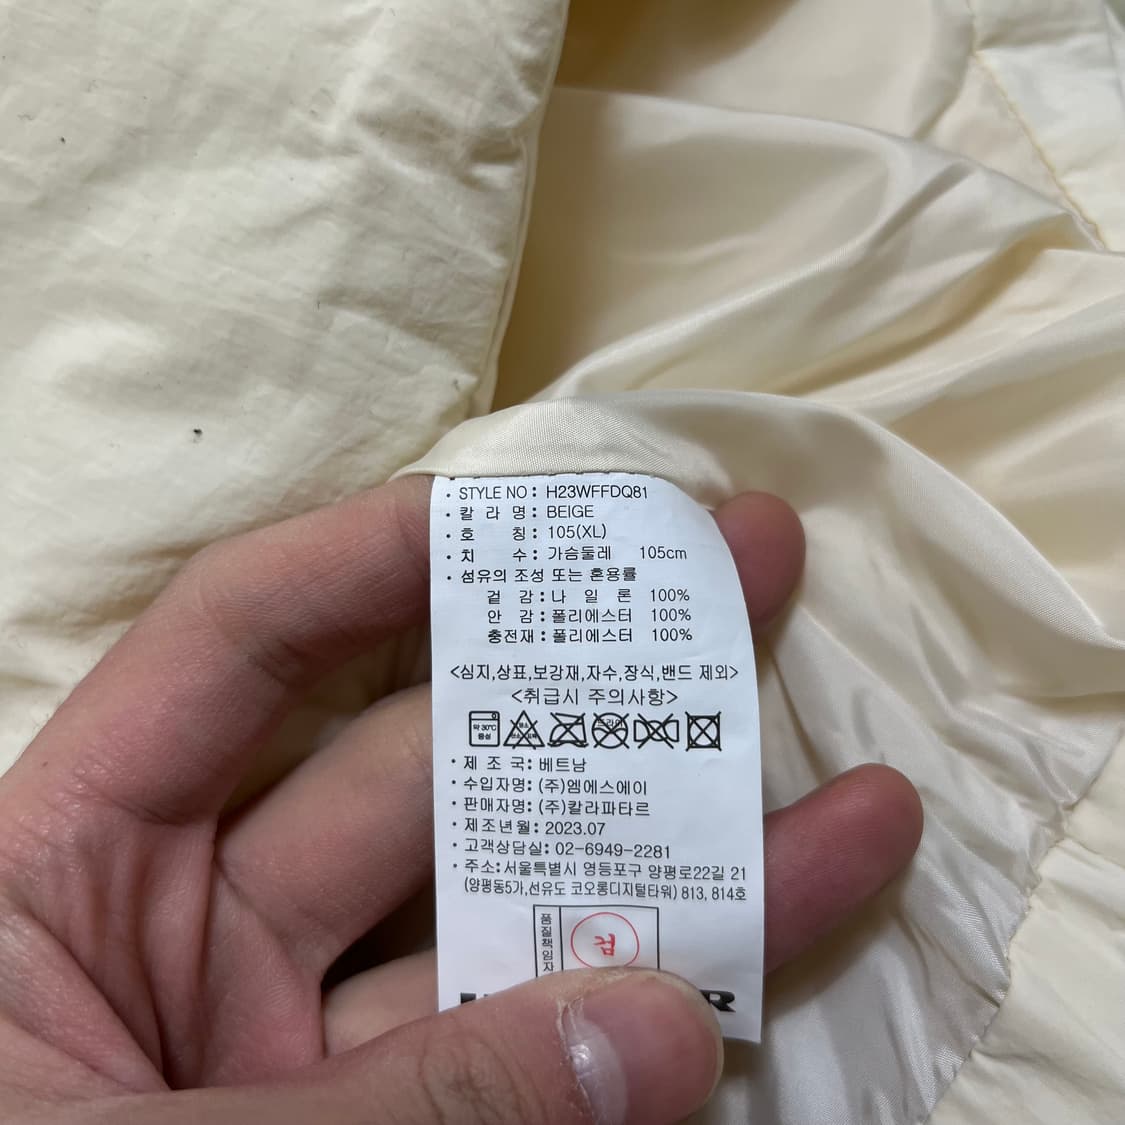 · STYLE NO : H23WFFDQ81
· 칼 라 명 : BEIGE
· 호 칭 : 105(XL)
· 치 수 : 가슴둘레 105cm
· 섬유의 조성 또는 혼용률
겉 감 : 나 일 론 100%
안 감 : 폴리에스터 100%
충전재 : 폴리에스터 100%
<심지,상표,보강재,자수,장식,밴드 제외>
<취급시 주의사항>
약 30℃
중성
드라이
· 제 조 국 : 베트남
· 수입자명 : (주)엠에스에이
· 판매자명 : (주)칼라파타르
· 제조년월 : 2023.07
· 고객상담실 : 02-6949-2281
· 주소 : 서울특별시 영등포구 양평로22길 21
(양평동5가,선유도 코오롱디지털타워) 813, 814호
품질책임자
검